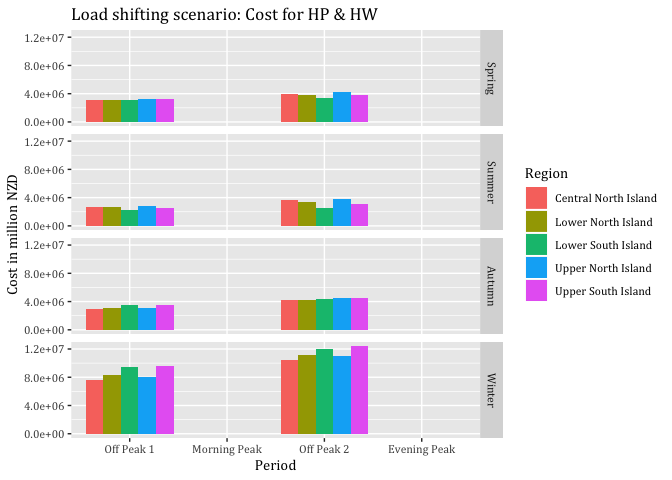 Load shifting scenario: Cost for HP & HW
Cost in million NZD
1.2e+07
8.0e+06
4.0e+06
0.0e+00
Spring
1.2e+07
8.0e+06
4.0e+06
0.0e+00
Summer
1.2e+07
8.0e+06
4.0e+06
0.0e+00
Autumn
1.2e+07
8.0e+06
4.0e+06
0.0e+00
Winter
Off Peak 1
Morning Peak
Off Peak 2
Evening Peak
Period
Region
Central North Island
Lower North Island
Lower South Island
Upper North Island
Upper South Island